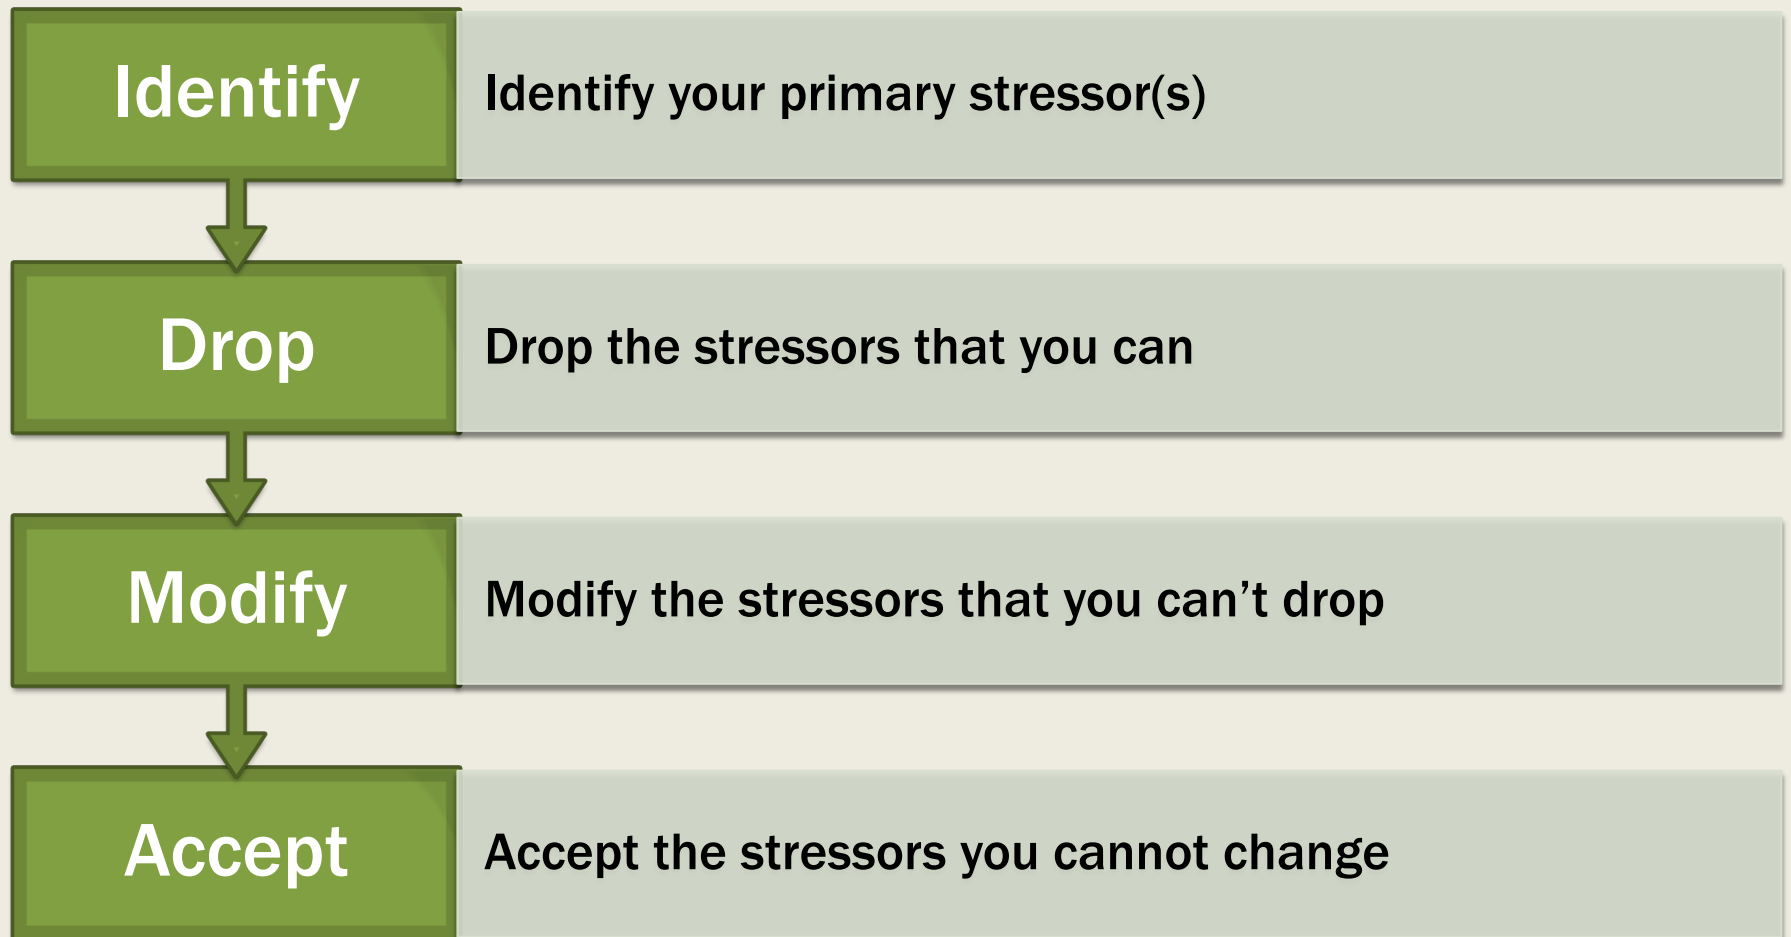 Identify
Identify your primary stressor(s)
Drop
Drop the stressors that you can
Modify
Modify the stressors that you can’t drop
Accept
Accept the stressors you cannot change